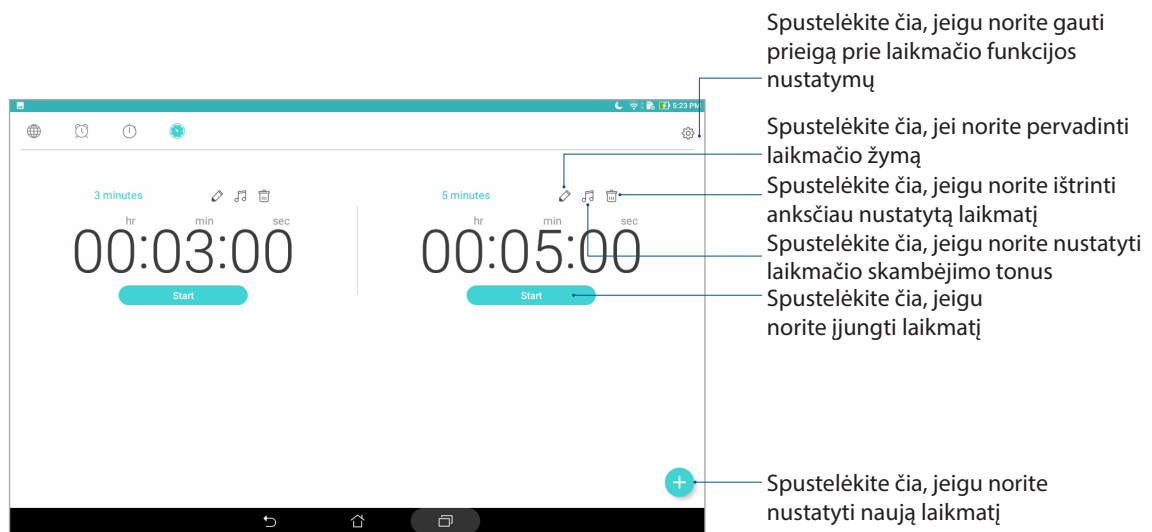 Spustelėkite čia, jeigu norite gauti
prieigą prie laikmačio funkcijos
nustatymų
5:23 PM
Spustelėkite čia, jei norite pervadinti
laikmačio žymą
Spustelėkite čia, jeigu norite ištrinti
anksčiau nustatytą laikmatį
Spustelėkite čia, jeigu norite nustatyti
laikmačio skambėjimo tonus
Spustelėkite čia, jeigu
norite įjungti laikmatį
3 minutes
hr min sec
00:03:00
Start
5 minutes
hr min sec
00:05:00
Start
Spustelėkite čia, jeigu norite
nustatyti naują laikmatį